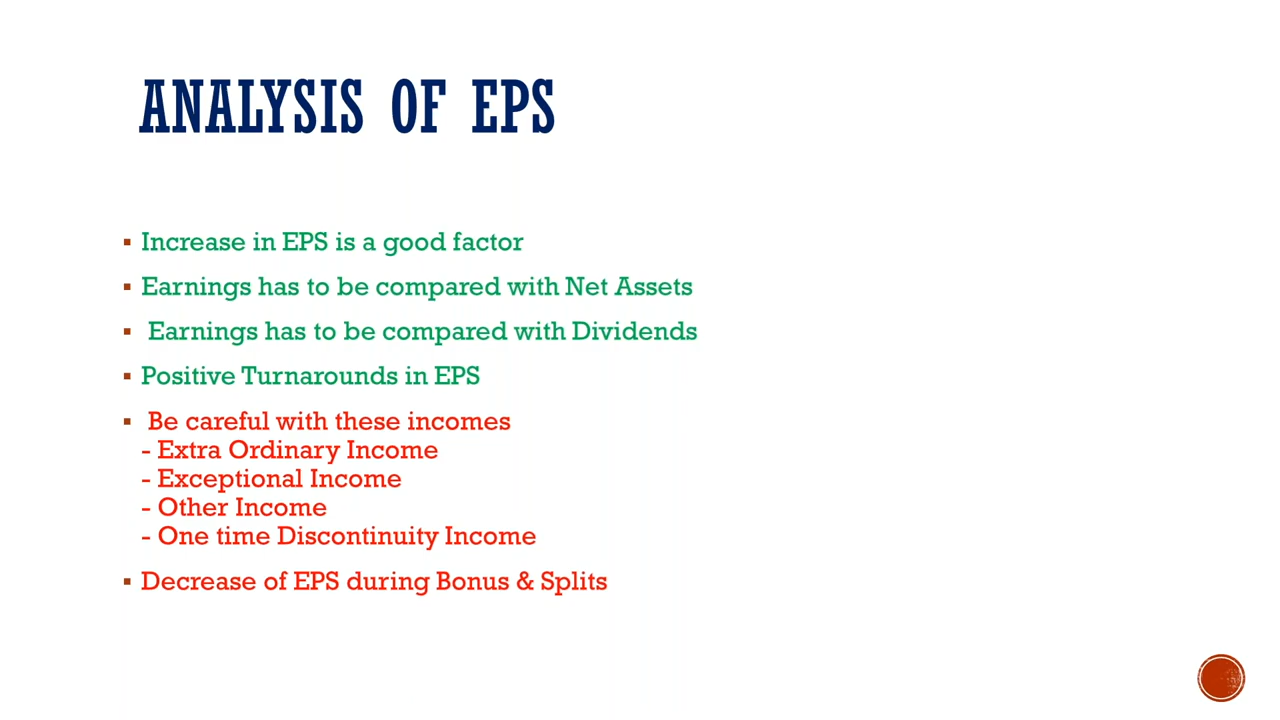 ANALYSIS OF EPS
▪ Increase in EPS is a good factor
▪ Earnings has to be compared with Net Assets
▪ Earnings has to be compared with Dividends
▪ Positive Turnarounds in EPS
▪ Be careful with these incomes
- Extra Ordinary Income
- Exceptional Income
- Other Income
- One time Discontinuity Income
▪ Decrease of EPS during Bonus & Splits